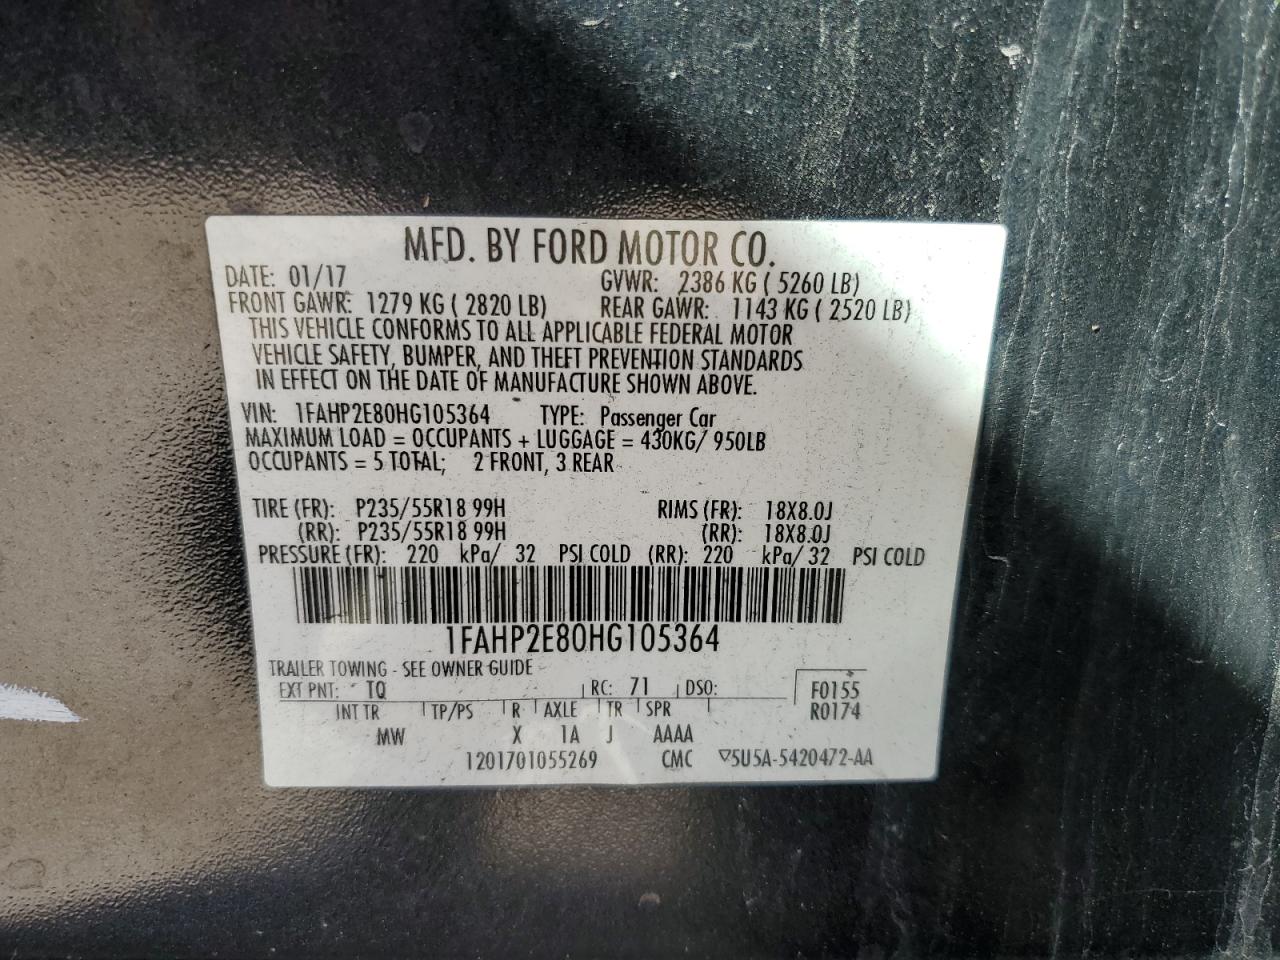 MFD. BY FORD MOTOR CO.
DATE: 01/17 GVWR: 2386 KG ( 5260 LB)
FRONT GAWR: 1279 KG ( 2820 LB) REAR GAWR: 1143 KG ( 2520 LB)
THIS VEHICLE CONFORMS TO ALL APPLICABLE FEDERAL MOTOR
VEHICLE SAFETY, BUMPER, AND THEFT PREVENTION STANDARDS
IN EFFECT ON THE DATE OF MANUFACTURE SHOWN ABOVE.
VIN: 1FAHP2E80HG105364 TYPE: Passenger Car
MAXIMUM LOAD = OCCUPANTS + LUGGAGE = 430KG/ 950LB
OCCUPANTS = 5 TOTAL; 2 FRONT, 3 REAR
TIRE (FR): P235/55R18 99H RIMS (FR): 18X8.0J
(RR): P235/55R18 99H (RR): 18X8.0J
PRESSURE (FR): 220 kPa/ 32 PSI COLD (RR): 220 kPa/ 32 PSI COLD
1FAHP2E80HG105364
TRAILER TOWING - SEE OWNER GUIDE
EXT PNT: TQ RC: 71 DSO: F0155
INT TR TP/PS R AXLE TR SPR R0174
MW X 1A J AAAA
1201701055269 CMC ▽5U5A-5420472-AA